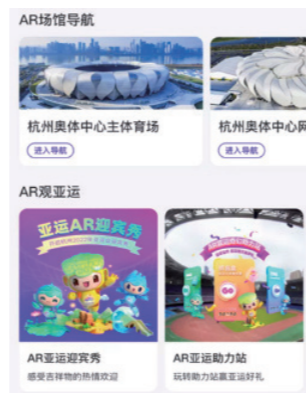 AR场馆导航
杭州奥体中心主体育场
杭州奥体中心网
进入导航
进入导航
AR观亚运
亚运AR迎宾秀
AR亚运迎宾秀
AR亚运助力站
感受吉祥物的热情欢迎
玩转助力站赢亚运好礼